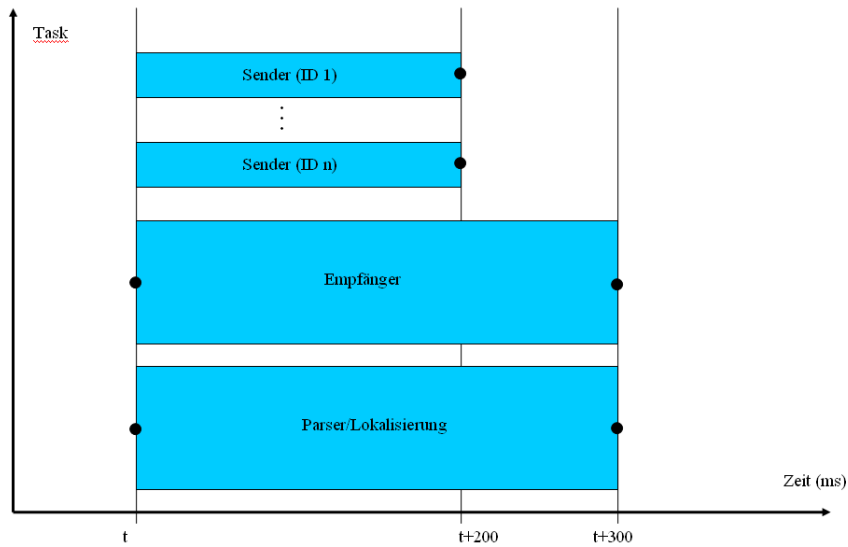 Task
Sender (ID 1)
⋮
Sender (ID n)
Empfänger
Parser/Lokalisierung
Zeit (ms)
t
t+200
t+300